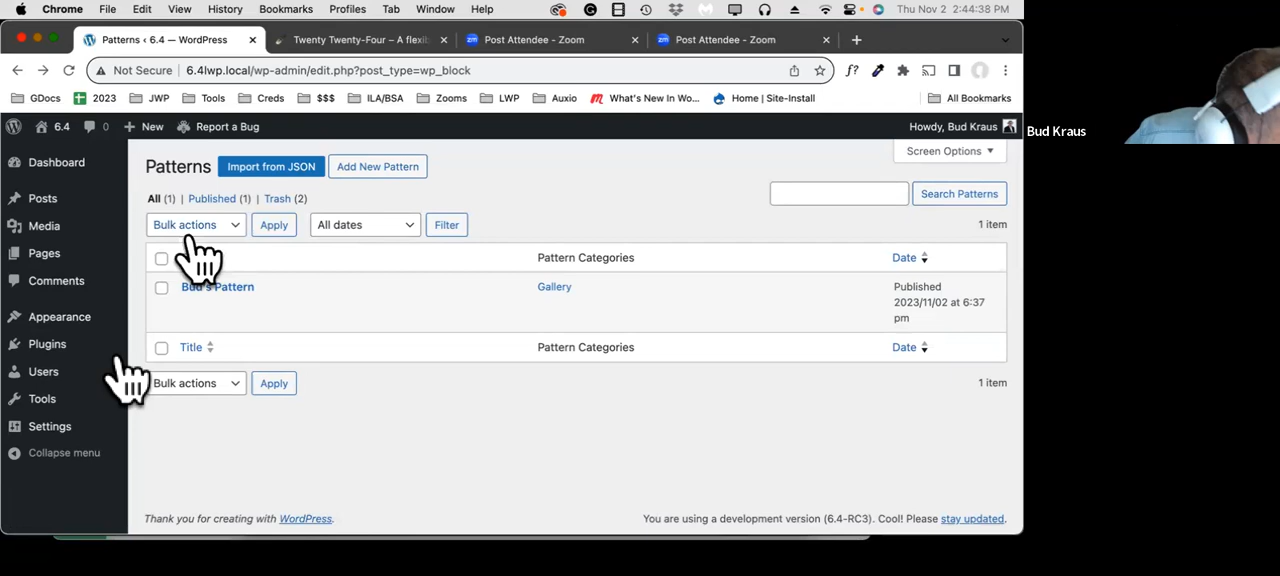 Chrome File Edit View History Bookmarks Profiles Tab Window Help Thu Nov 2 2:44:38 PM
Patterns ‹ 6.4 — WordPress Twenty Twenty-Four – A flexib Post Attendee - Zoom Post Attendee - Zoom
Not Secure 6.4lwp.local/wp-admin/edit.php?post_type=wp_block
GDocs 2023 JWP Tools Creds $$$ ILA/BSA Zooms LWP Auxio What's New In Wo... Home | Site-Install All Bookmarks
6.4 0 New Report a Bug Howdy, Bud Kraus
Bud Kraus
Screen Options
Dashboard
Posts
Media
Pages
Comments
Appearance
Plugins
Users
Tools
Settings
Collapse menu
Patterns Import from JSON Add New Pattern
All (1) | Published (1) | Trash (2)
Search Patterns
Bulk actions Apply All dates Filter 1 item
Pattern Categories Date
Bud's Pattern Gallery Published
2023/11/02 at 6:37
pm
Title Pattern Categories Date
Bulk actions Apply 1 item
Thank you for creating with WordPress. You are using a development version (6.4-RC3). Cool! Please stay updated.